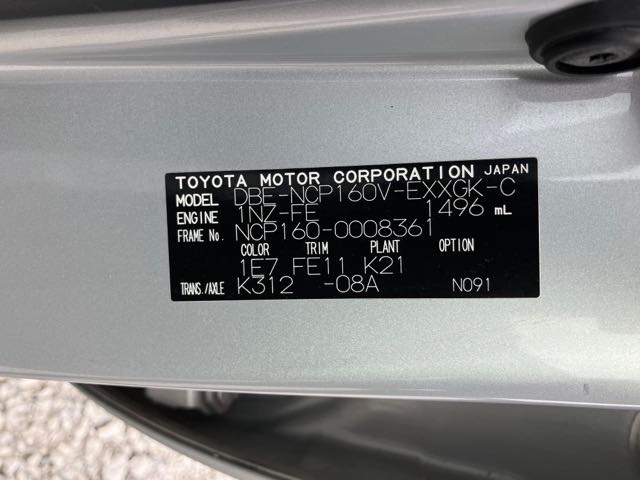 TOYOTA MOTOR CORPORATION JAPAN
MODEL DBE-NCP160V-EXXGK-C
ENGINE 1NZ-FE 1496 mL
FRAME No. NCP160-0008361
COLOR TRIM PLANT OPTION
1E7 FE11 K21
TRANS./AXLE K312 -08A N091